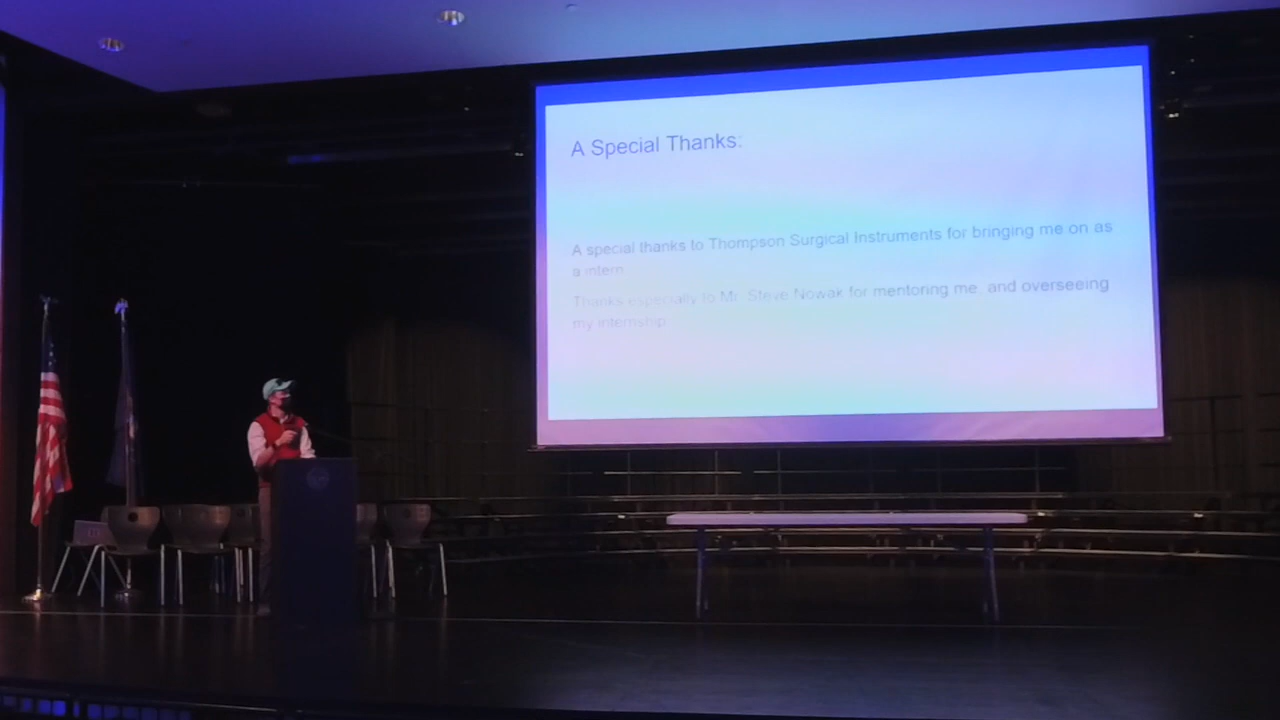 A Special Thanks:
A special thanks to Thompson Surgical Instruments for bringing me on as
a intern.
Thanks especially to Mr. Steve Nowak for mentoring me, and overseeing
my internship.